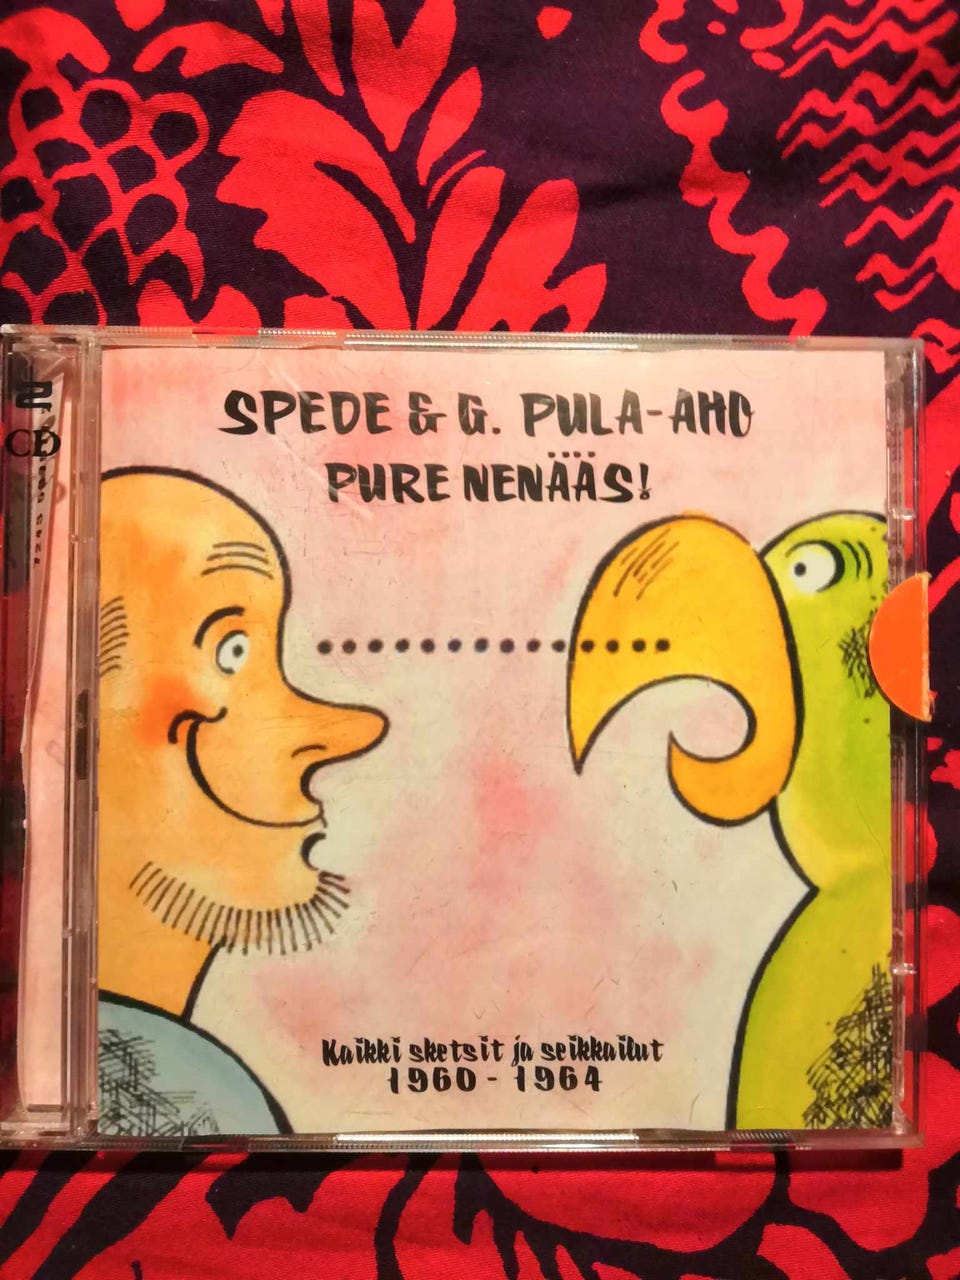 SPEDE & G. PULA-AHO
PURE NENÄÄS!
Kaikki sketsit ja seikkailut
1960 - 1964
2
CD